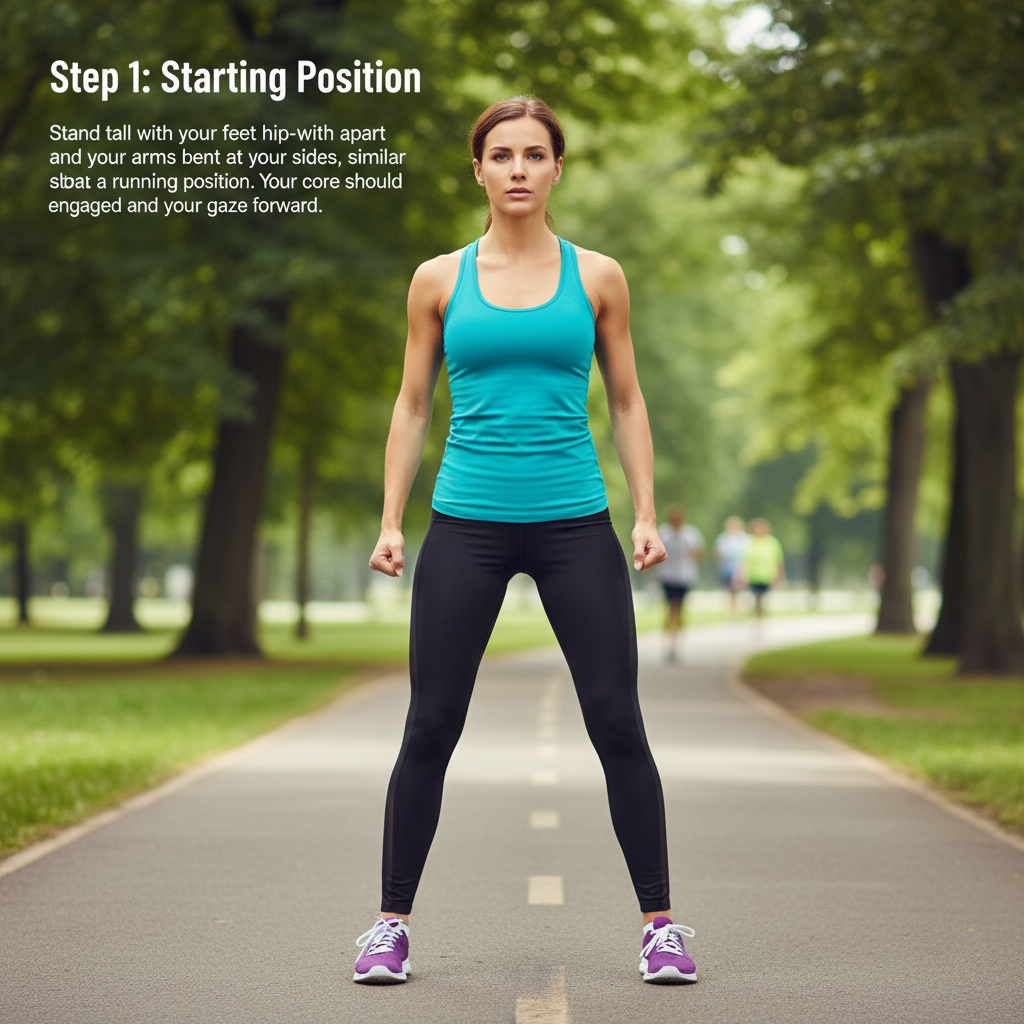 Step 1: Starting Position
Stand tall with your feet hip-with apart
and your arms bent at your sides, similar
a running position. Your core should
engaged and your gaze forward.